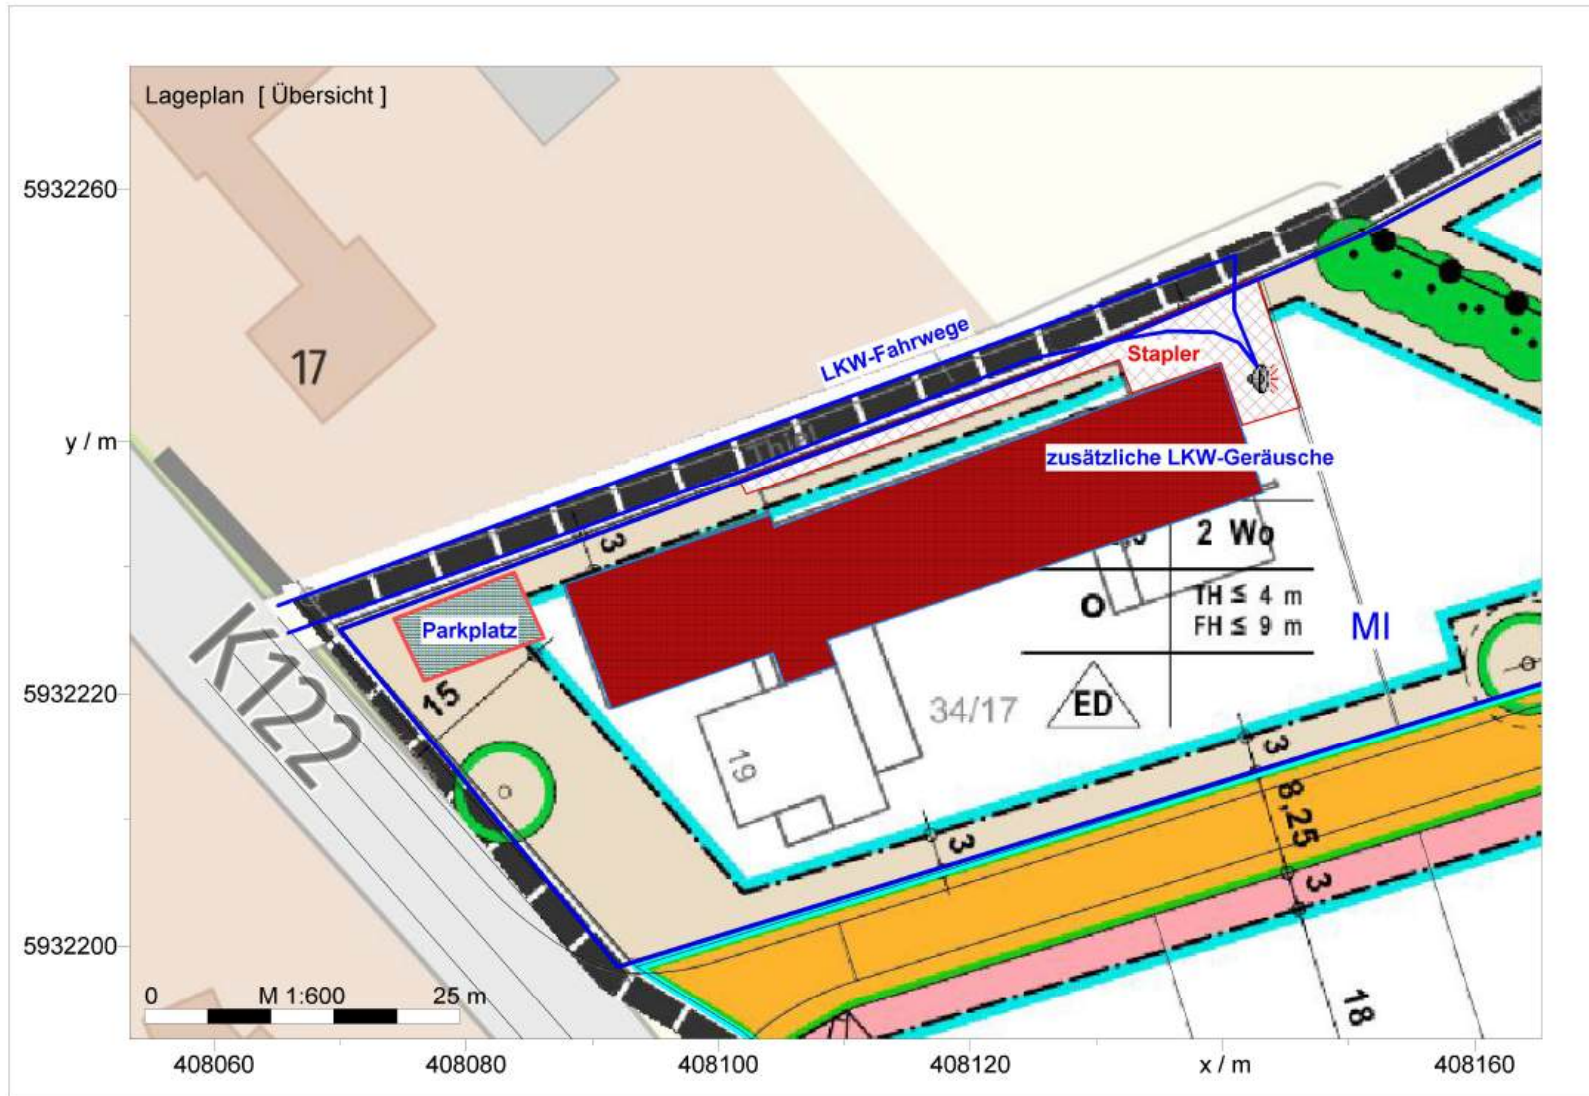 Lageplan [ Übersicht ]
5932260
17
LKW-Fahrwege
Stapler
y / m
zusätzliche LKW-Geräusche
3
2 Wo
O
TH ≤ 4 m
FH ≤ 9 m
MI
Parkplatz
5932220
K122
15
34/17
ED
19
3
8,25
3
3
5932200
0 M 1:600 25 m
18
408060
408080
408100
408120
x / m
408160